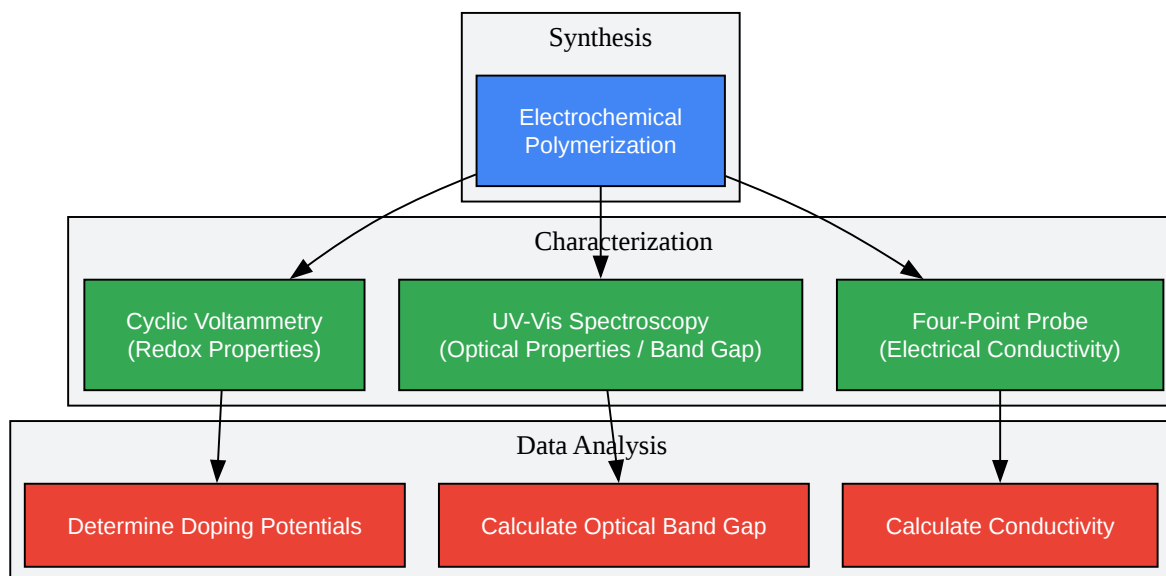 Synthesis
Electrochemical
Polymerization
Characterization
Cyclic Voltammetry
(Redox Properties)
UV-Vis Spectroscopy
(Optical Properties / Band Gap)
Four-Point Probe
(Electrical Conductivity)
Data Analysis
Determine Doping Potentials
Calculate Optical Band Gap
Calculate Conductivity